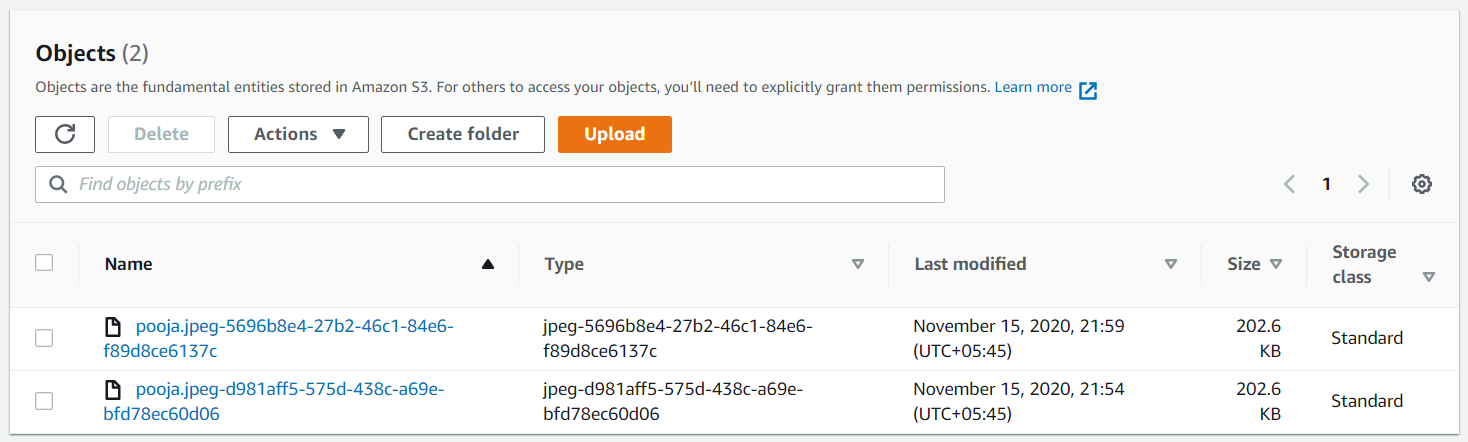 Objects (2)
Objects are the fundamental entities stored in Amazon S3. For others to access your objects, you’ll need to explicitly grant them permissions. Learn more
Delete Actions Create folder Upload
Find objects by prefix 1
Name Type Last modified Size Storage class
pooja.jpeg-5696b8e4-27b2-46c1-84e6- jpeg-5696b8e4-27b2-46c1-84e6- November 15, 2020, 21:59 202.6 Standard
f89d8ce6137c f89d8ce6137c (UTC+05:45) KB
pooja.jpeg-d981aff5-575d-438c-a69e- jpeg-d981aff5-575d-438c-a69e- November 15, 2020, 21:54 202.6 Standard
bfd78ec60d06 bfd78ec60d06 (UTC+05:45) KB